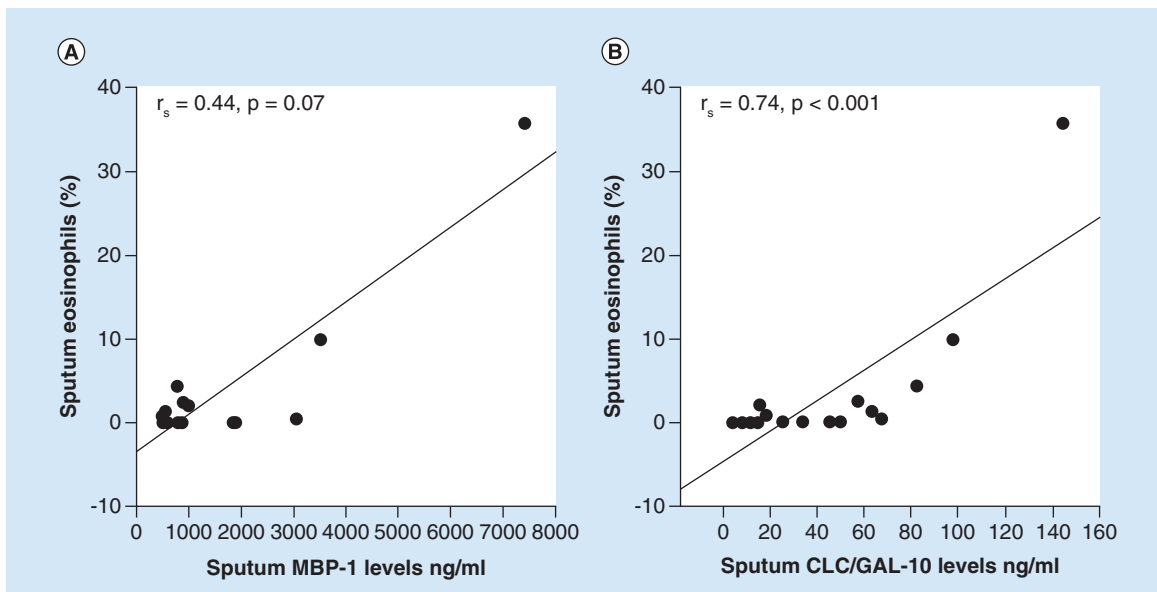 A
40
30
20
10
0
-10
Sputum eosinophils (%)
rs = 0.44, p = 0.07
0 1000 2000 3000 4000 5000 6000 7000 8000
Sputum MBP-1 levels ng/ml
B
40
30
20
10
0
-10
Sputum eosinophils (%)
rs = 0.74, p < 0.001
0 20 40 60 80 100 120 140 160
Sputum CLC/GAL-10 levels ng/ml